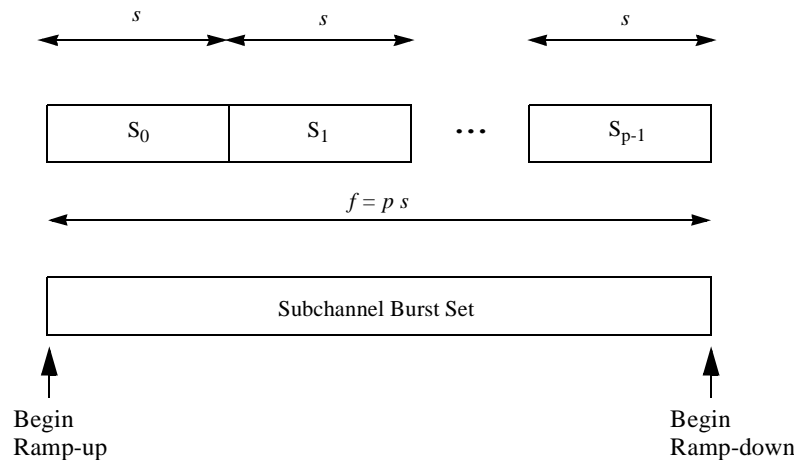 s s s
S0 S1 ... Sp-1
f = p s
Subchannel Burst Set
Begin Begin
Ramp-up Ramp-down